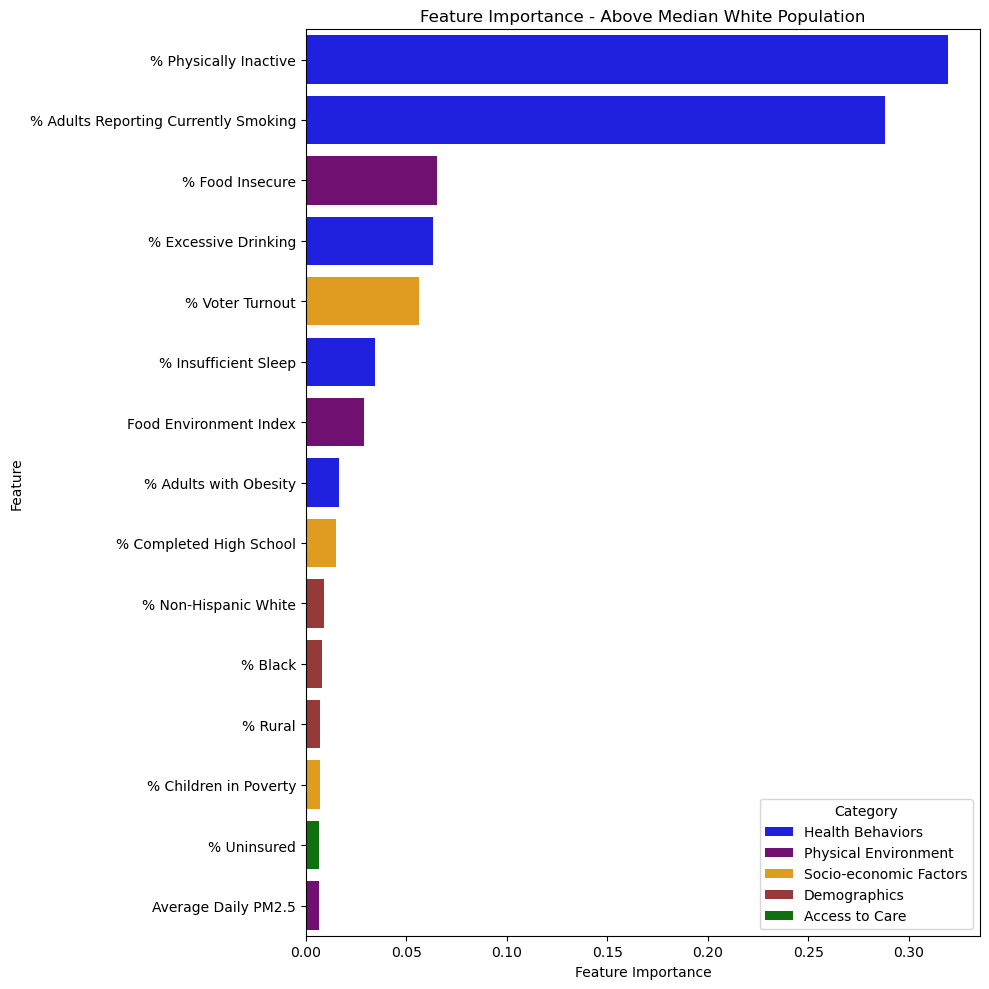 Feature Importance - Above Median White Population
% Physically Inactive
% Adults Reporting Currently Smoking
% Food Insecure
% Excessive Drinking
% Voter Turnout
% Insufficient Sleep
Food Environment Index
% Adults with Obesity
% Completed High School
% Non-Hispanic White
% Black
% Rural
% Children in Poverty
% Uninsured
Average Daily PM2.5
Feature
Category
Health Behaviors
Physical Environment
Socio-economic Factors
Demographics
Access to Care
0.00 0.05 0.10 0.15 0.20 0.25 0.30
Feature Importance